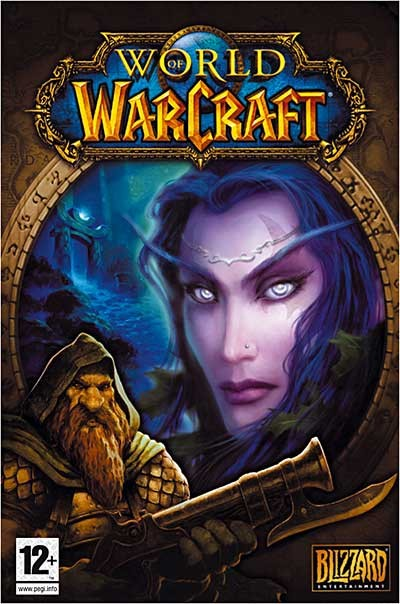 WORLD
OF
WARCRAFT®
12+
www.pegi.info
BLIZZARD
ENTERTAINMENT